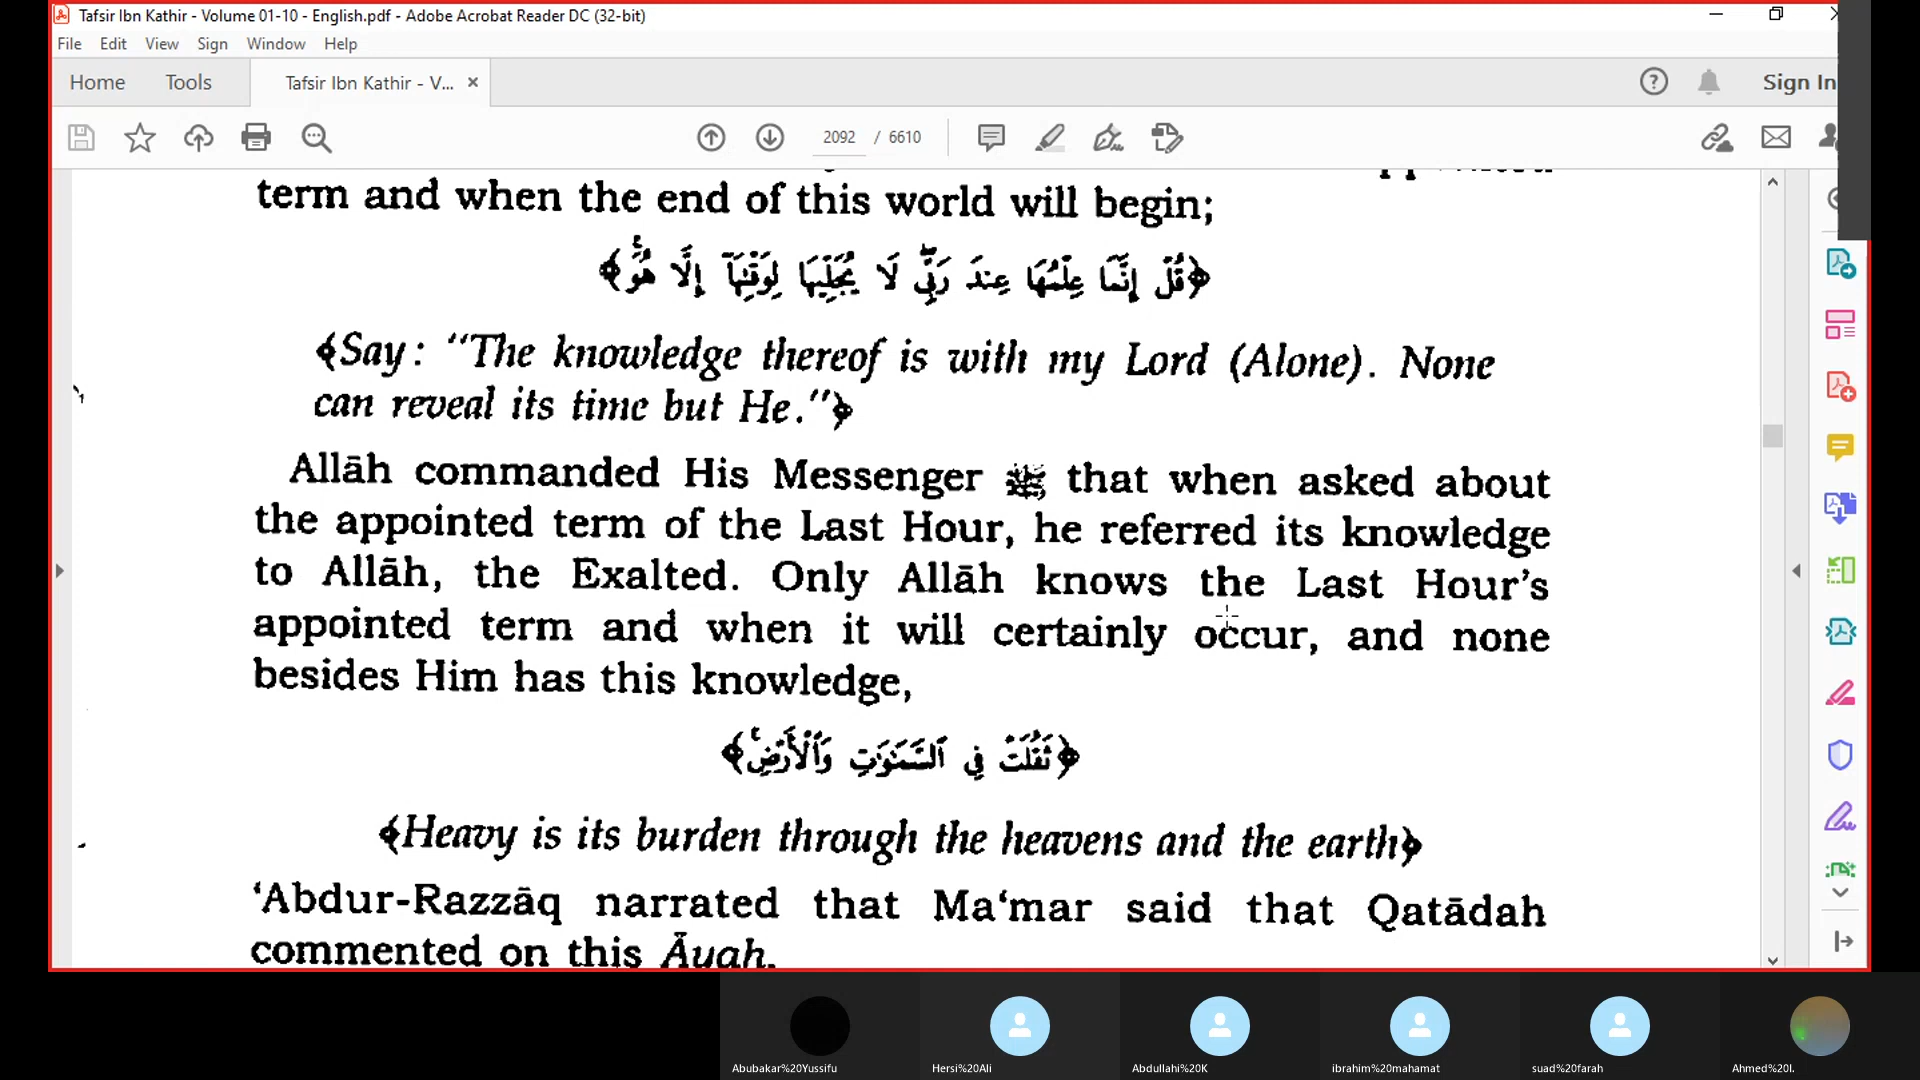 Tafsir Ibn Kathir - Volume 01-10 - English.pdf - Adobe Acrobat Reader DC (32-bit)
File Edit View Sign Window Help
Home Tools Tafsir Ibn Kathir - V... Sign In
2092 / 6610
term and when the end of this world will begin;
﴿قُلْ إِنَّمَا عِلْمُهَا عِندَ رَبِّي لَا يُجَلِّيهَا لِوَقْتِهَآ إِلَّا هُوَ﴾
﴿Say: "The knowledge thereof is with my Lord (Alone). None
can reveal its time but He."﴾
Allāh commanded His Messenger ﷺ that when asked about
the appointed term of the Last Hour, he referred its knowledge
to Allāh, the Exalted. Only Allāh knows the Last Hour's
appointed term and when it will certainly occur, and none
besides Him has this knowledge,
﴿ثَقُلَتْ فِي ٱلسَّمَٰوَٰتِ وَٱلْأَرْضِ﴾
﴿Heavy is its burden through the heavens and the earth﴾
'Abdur-Razzāq narrated that Ma'mar said that Qatādah
commented on this Āyah,
Abubakar%20Yussifu Hersi%20Ali Abdullahi%20K ibrahim%20mahamat suad%20farah Ahmed%20I.